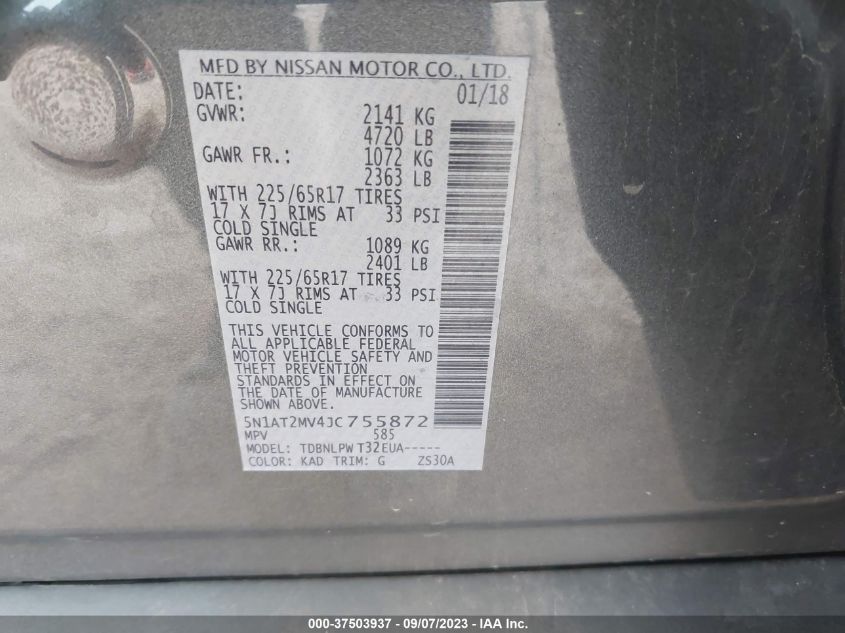 MFD BY NISSAN MOTOR CO., LTD.
DATE: 01/18
GVWR: 2141 KG
4720 LB
GAWR FR.: 1072 KG
2363 LB
WITH 225/65R17 TIRES
17 X 7J RIMS AT 33 PSI
COLD SINGLE
GAWR RR.: 1089 KG
2401 LB
WITH 225/65R17 TIRES
17 X 7J RIMS AT 33 PSI
COLD SINGLE
THIS VEHICLE CONFORMS TO
ALL APPLICABLE FEDERAL
MOTOR VEHICLE SAFETY AND
THEFT PREVENTION
STANDARDS IN EFFECT ON
THE DATE OF MANUFACTURE
SHOWN ABOVE.
5N1AT2MV4JC755872
MPV 585
MODEL: TDBNLPW T32EUA-----
COLOR: KAD TRIM: G ZS30A
000-37503937 - 09/07/2023 - Copyright IAA, Inc.